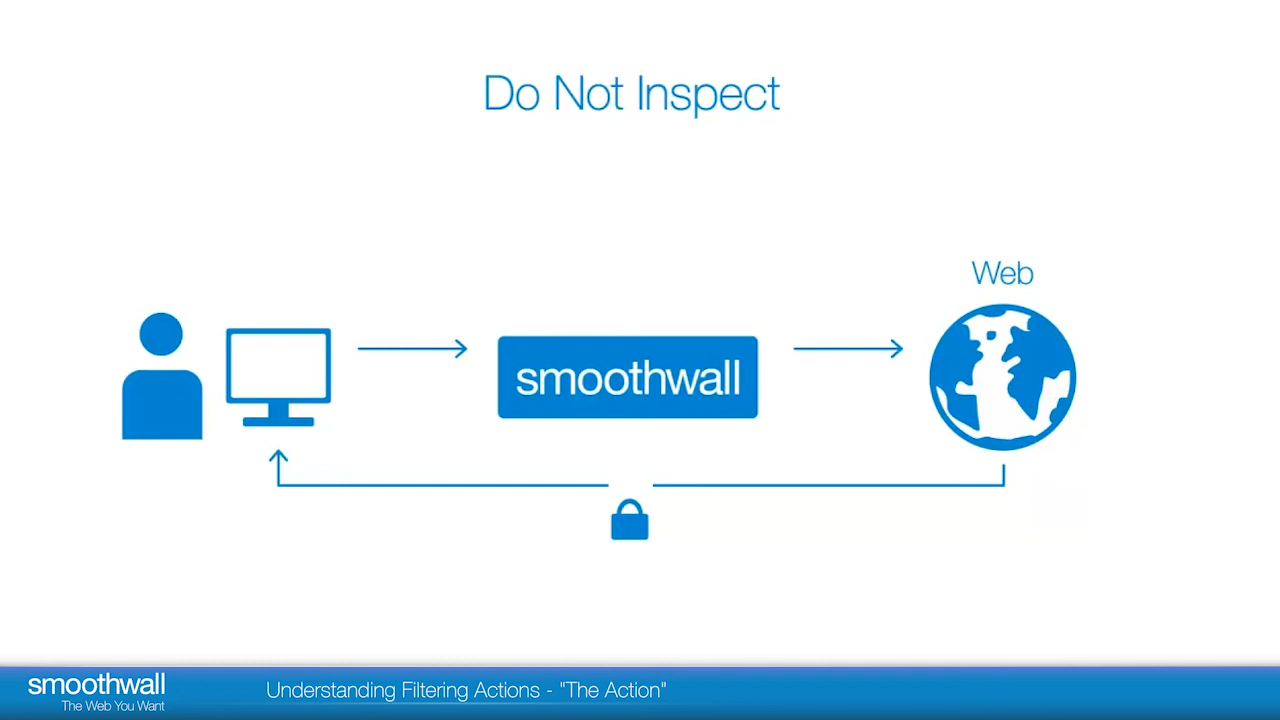 Do Not Inspect
Web
smoothwall
smoothwall
The Web You Want
Understanding Filtering Actions - "The Action"